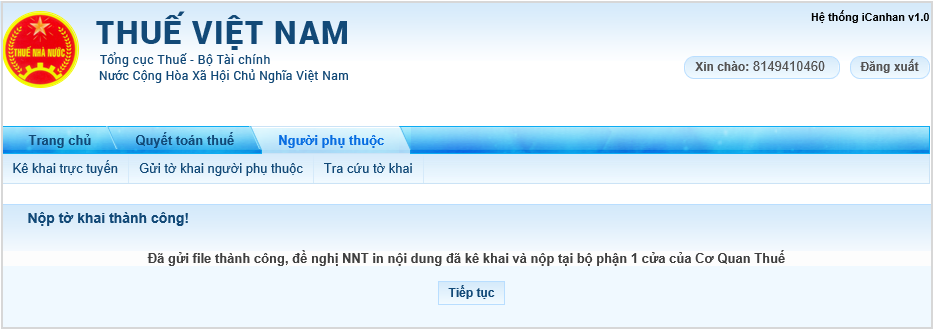 Hệ thống iCanhan v1.0
THUẾ NHÀ NƯỚC
THUẾ VIỆT NAM
Tổng cục Thuế - Bộ Tài chính
Nước Cộng Hòa Xã Hội Chủ Nghĩa Việt Nam
Xin chào: 8149410460 Đăng xuất
Trang chủ Quyết toán thuế Người phụ thuộc
Kê khai trực tuyến Gửi tờ khai người phụ thuộc Tra cứu tờ khai
Nộp tờ khai thành công!
Đã gửi file thành công, đề nghị NNT in nội dung đã kê khai và nộp tại bộ phận 1 cửa của Cơ Quan Thuế
Tiếp tục